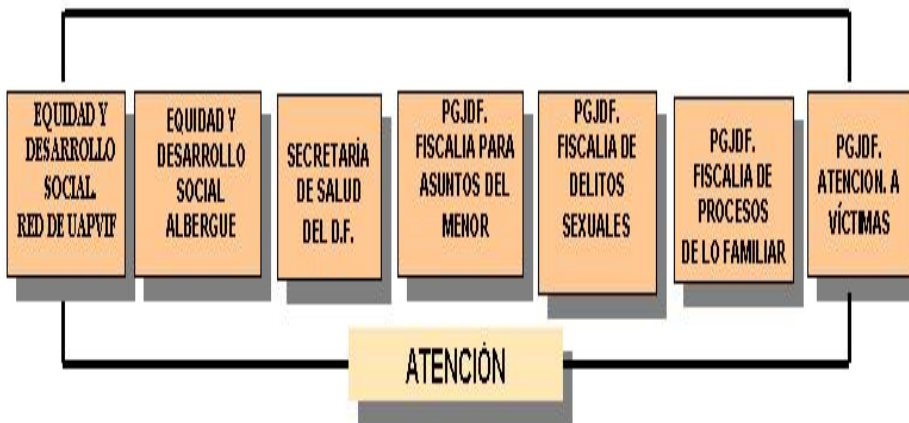 EQUIDAD Y
DESARROLLO
SOCIAL.
RED DE UAPVIF
EQUIDAD Y
DESARROLLO
SOCIAL
ALBERGUE
SECRETARÍA
DE SALUD
DEL D.F.
PGJDF.
FISCALIA PARA
ASUNTOS DEL
MENOR
PGJDF.
FISCALIA DE
DELITOS
SEXUALES
PGJDF.
FISCALIA DE
PROCESOS
DE LO FAMILIAR
PGJDF.
ATENCION. A
VÍCTIMAS
ATENCIÓN